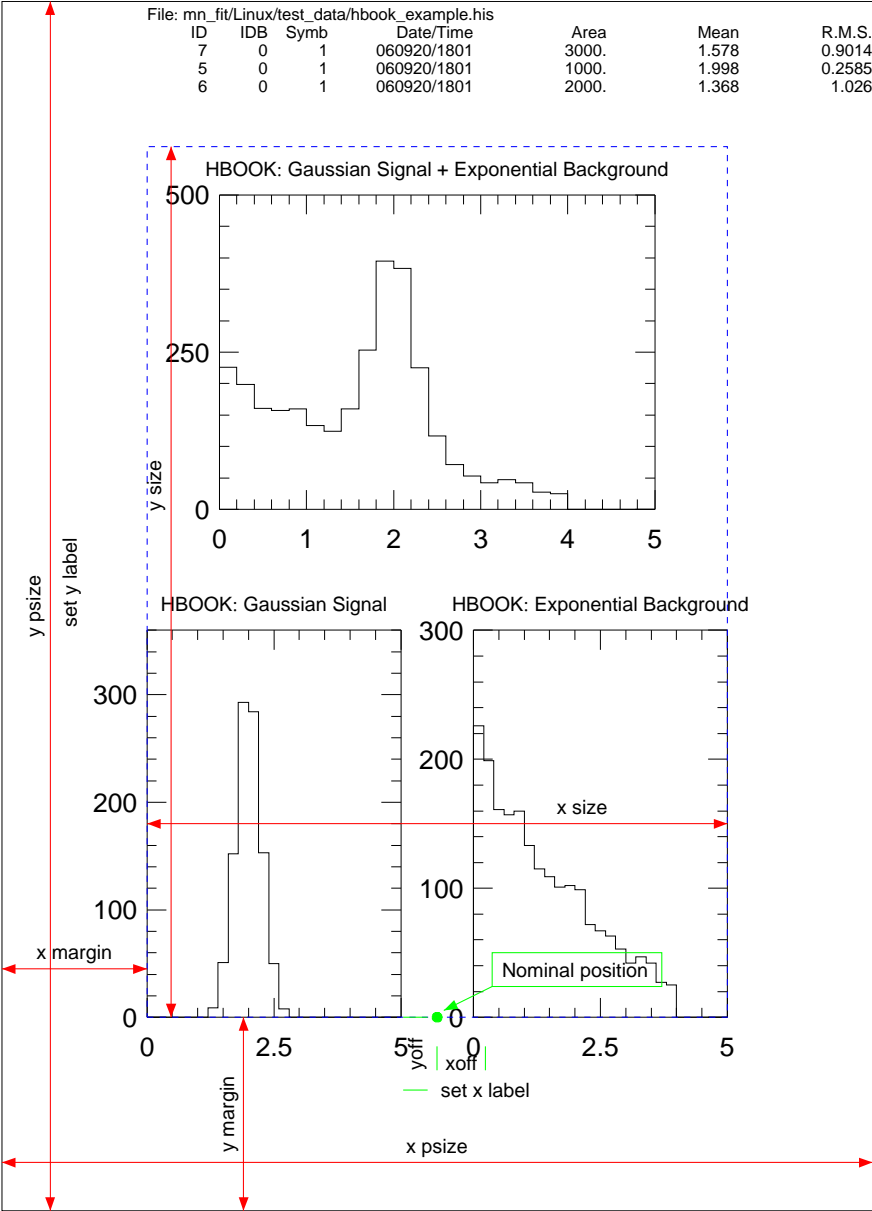 File: mn_fit/Linux/test_data/hbook_example.his
ID IDB Symb Date/Time Area Mean R.M.S.
7 0 1 060920/1801 3000. 1.578 0.9014
5 0 1 060920/1801 1000. 1.998 0.2585
6 0 1 060920/1801 2000. 1.368 1.026
HBOOK: Gaussian Signal + Exponential Background
500
250
0
0 1 2 3 4 5
y size
y psize
set y label
HBOOK: Gaussian Signal
300
200
100
0
0 2.5 5
HBOOK: Exponential Background
300
200
100
0
0 2.5 5
x size
x margin
Nominal position
yoff
xoff
set x label
y margin
x psize